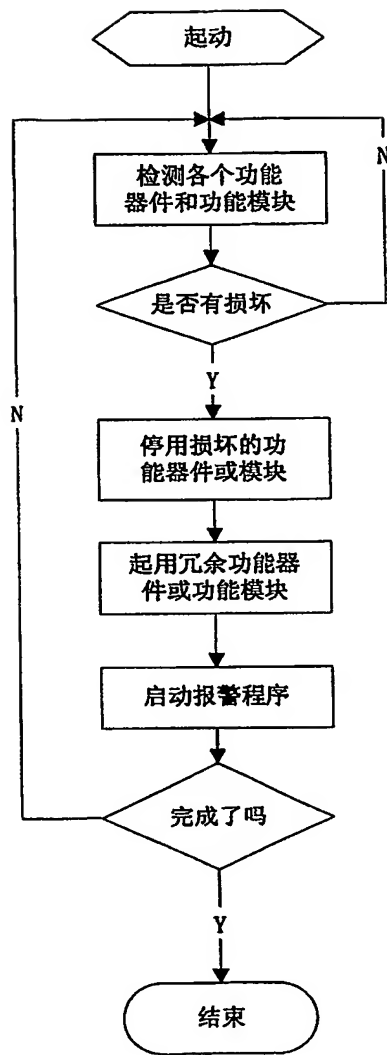 起动
检测各个功能
器件和功能模块
N
是否有损坏
Y
N
停用损坏的功
能器件或模块
起用冗余功能器
件或功能模块
启动报警程序
完成了吗
Y
结束